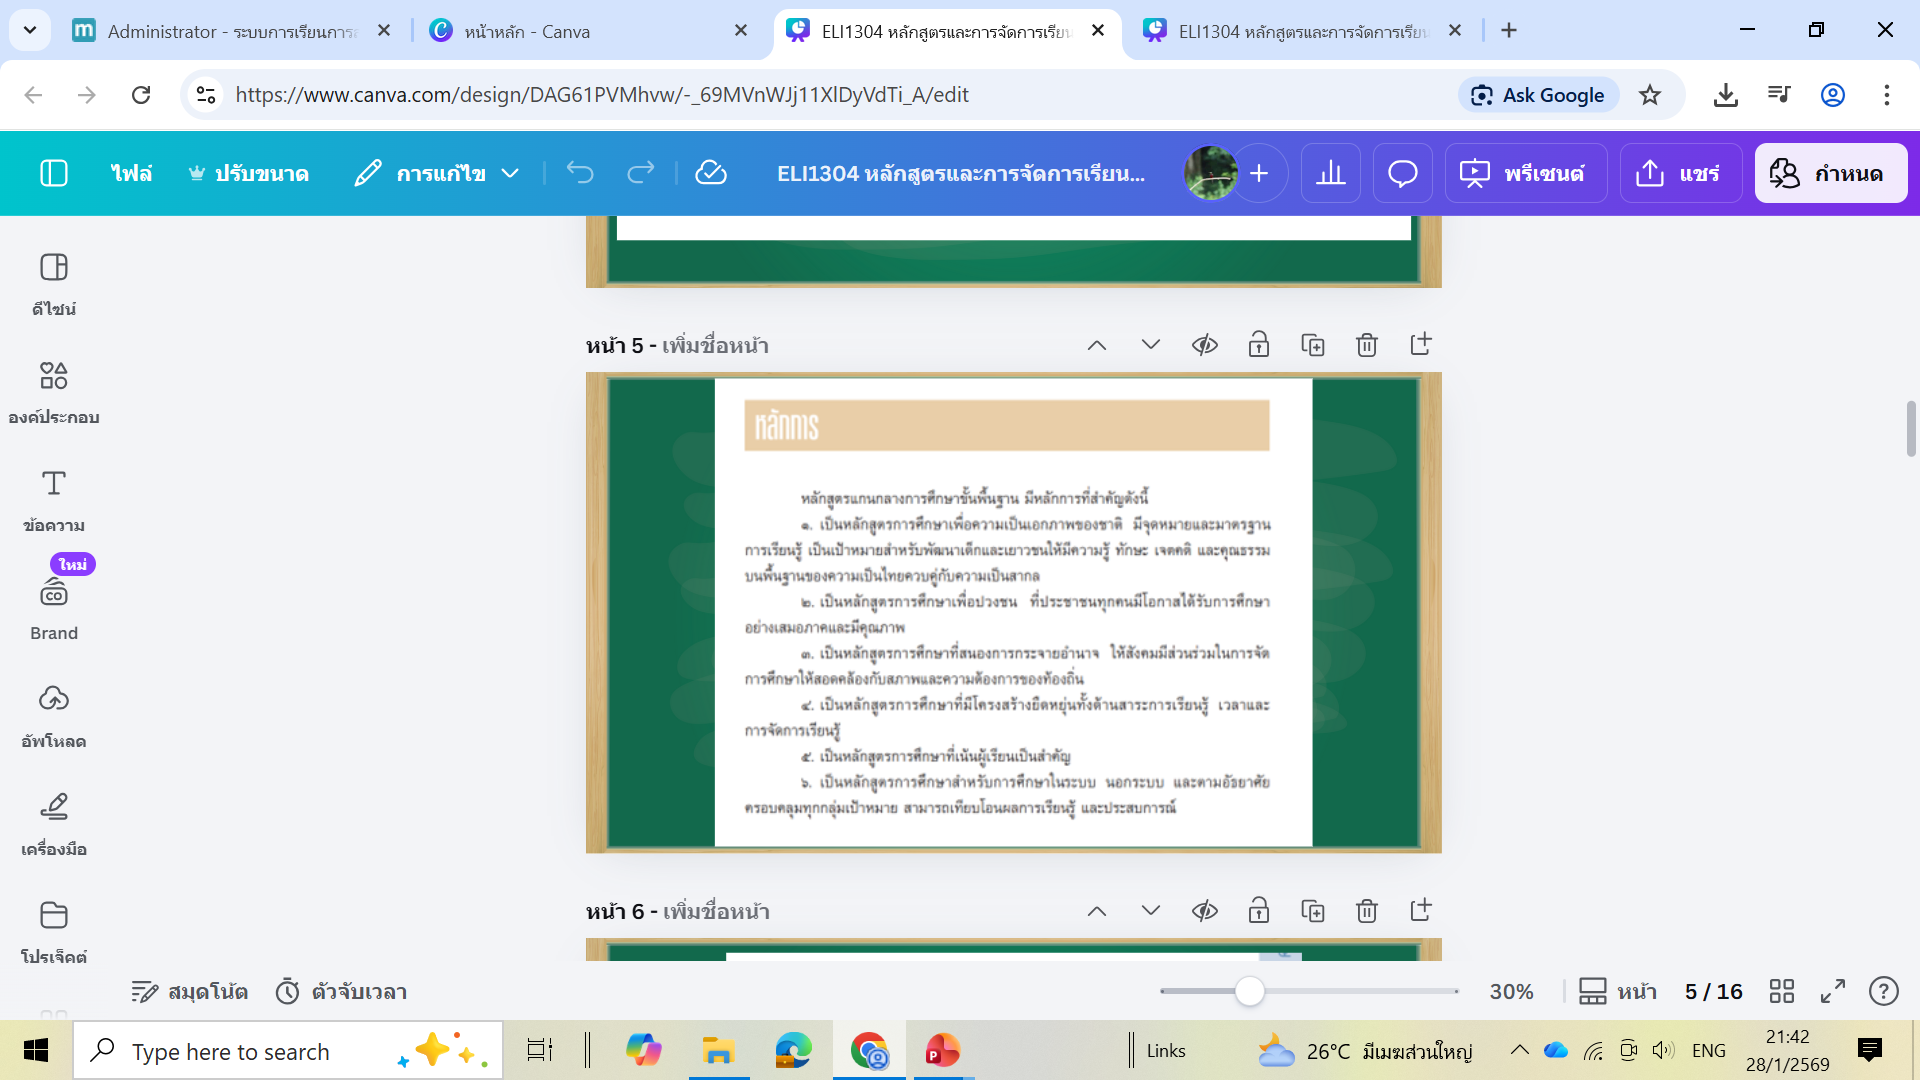 Administrator - ระบบการเรียนการส
หน้าหลัก - Canva
ELI1304 หลักสูตรและการจัดการเรียน
ELI1304 หลักสูตรและการจัดการเรียน
https://www.canva.com/design/DAG61PVMhvw/-_69MVnWJj11XlDyVdTi_A/edit
Ask Google
ไฟล์
ปรับขนาด
การแก้ไข
ELI1304 หลักสูตรและการจัดการเรียน...
พรีเซนต์
แชร์
กำหนด
ดีไซน์
องค์ประกอบ
ข้อความ
ใหม่
Brand
อัพโหลด
เครื่องมือ
โปรเจ็คต์
หน้า 5 - เพิ่มชื่อหน้า
หลักการ
หลักสูตรแกนกลางการศึกษาขั้นพื้นฐาน มีหลักการที่สำคัญดังนี้
๑. เป็นหลักสูตรการศึกษาเพื่อความเป็นเอกภาพของชาติ มีจุดหมายและมาตรฐาน
การเรียนรู้ เป็นเป้าหมายสำหรับพัฒนาเด็กและเยาวชนให้มีความรู้ ทักษะ เจตคติ และคุณธรรม
บนพื้นฐานของความเป็นไทยควบคู่กับความเป็นสากล
๒. เป็นหลักสูตรการศึกษาเพื่อปวงชน ที่ประชาชนทุกคนมีโอกาสได้รับการศึกษา
อย่างเสมอภาคและมีคุณภาพ
๓. เป็นหลักสูตรการศึกษาที่สนองการกระจายอำนาจ ให้สังคมมีส่วนร่วมในการจัด
การศึกษาให้สอดคล้องกับสภาพและความต้องการของท้องถิ่น
๔. เป็นหลักสูตรการศึกษาที่มีโครงสร้างยืดหยุ่นทั้งด้านสาระการเรียนรู้ เวลาและ
การจัดการเรียนรู้
๕. เป็นหลักสูตรการศึกษาที่เน้นผู้เรียนเป็นสำคัญ
๖. เป็นหลักสูตรการศึกษาสำหรับการศึกษาในระบบ นอกระบบ และตามอัธยาศัย
ครอบคลุมทุกกลุ่มเป้าหมาย สามารถเทียบโอนผลการเรียนรู้ และประสบการณ์
หน้า 6 - เพิ่มชื่อหน้า
สมุดโน้ต
ตัวจับเวลา
30%
หน้า
5 / 16
Type here to search
Links
26°C มีเมฆส่วนใหญ่
ENG
21:42
28/1/2569